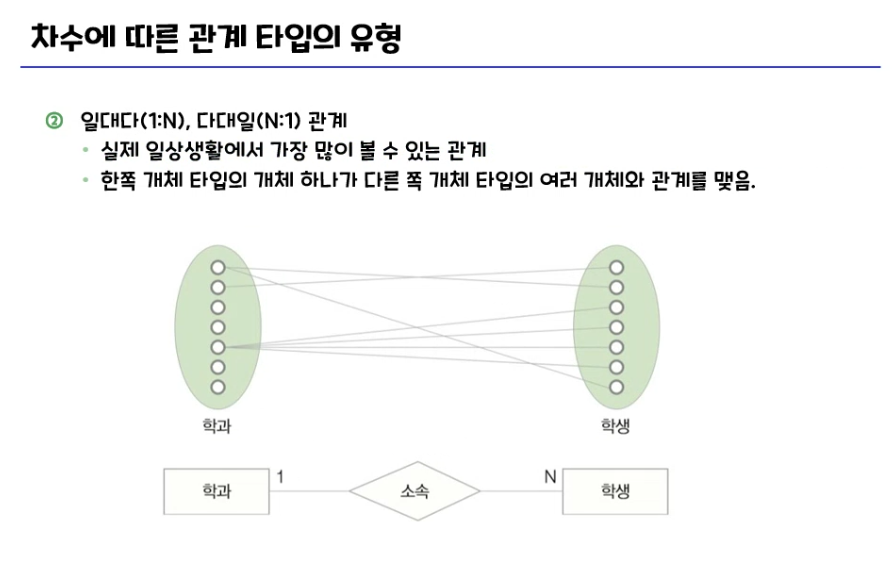 차수에 따른 관계 타입의 유형
② 일대다(1:N), 다대일(N:1) 관계
• 실제 일상생활에서 가장 많이 볼 수 있는 관계
• 한쪽 개체 타입의 개체 하나가 다른 쪽 개체 타입의 여러 개체와 관계를 맺음.
학과 학생
학과 1 소속 N 학생